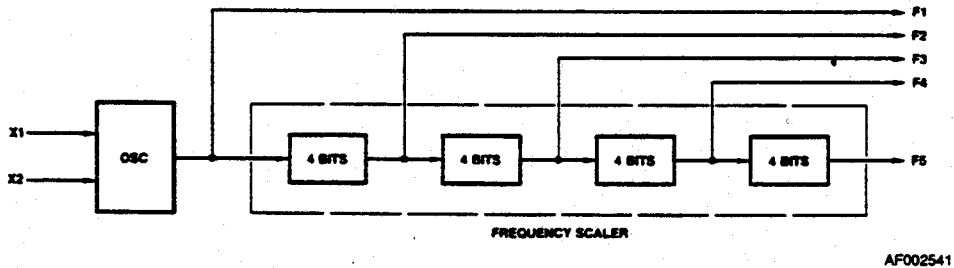 F1
F2
F3
F4
X1
OSC
4 BITS
4 BITS
4 BITS
4 BITS
F5
X2
FREQUENCY SCALER
AF002541